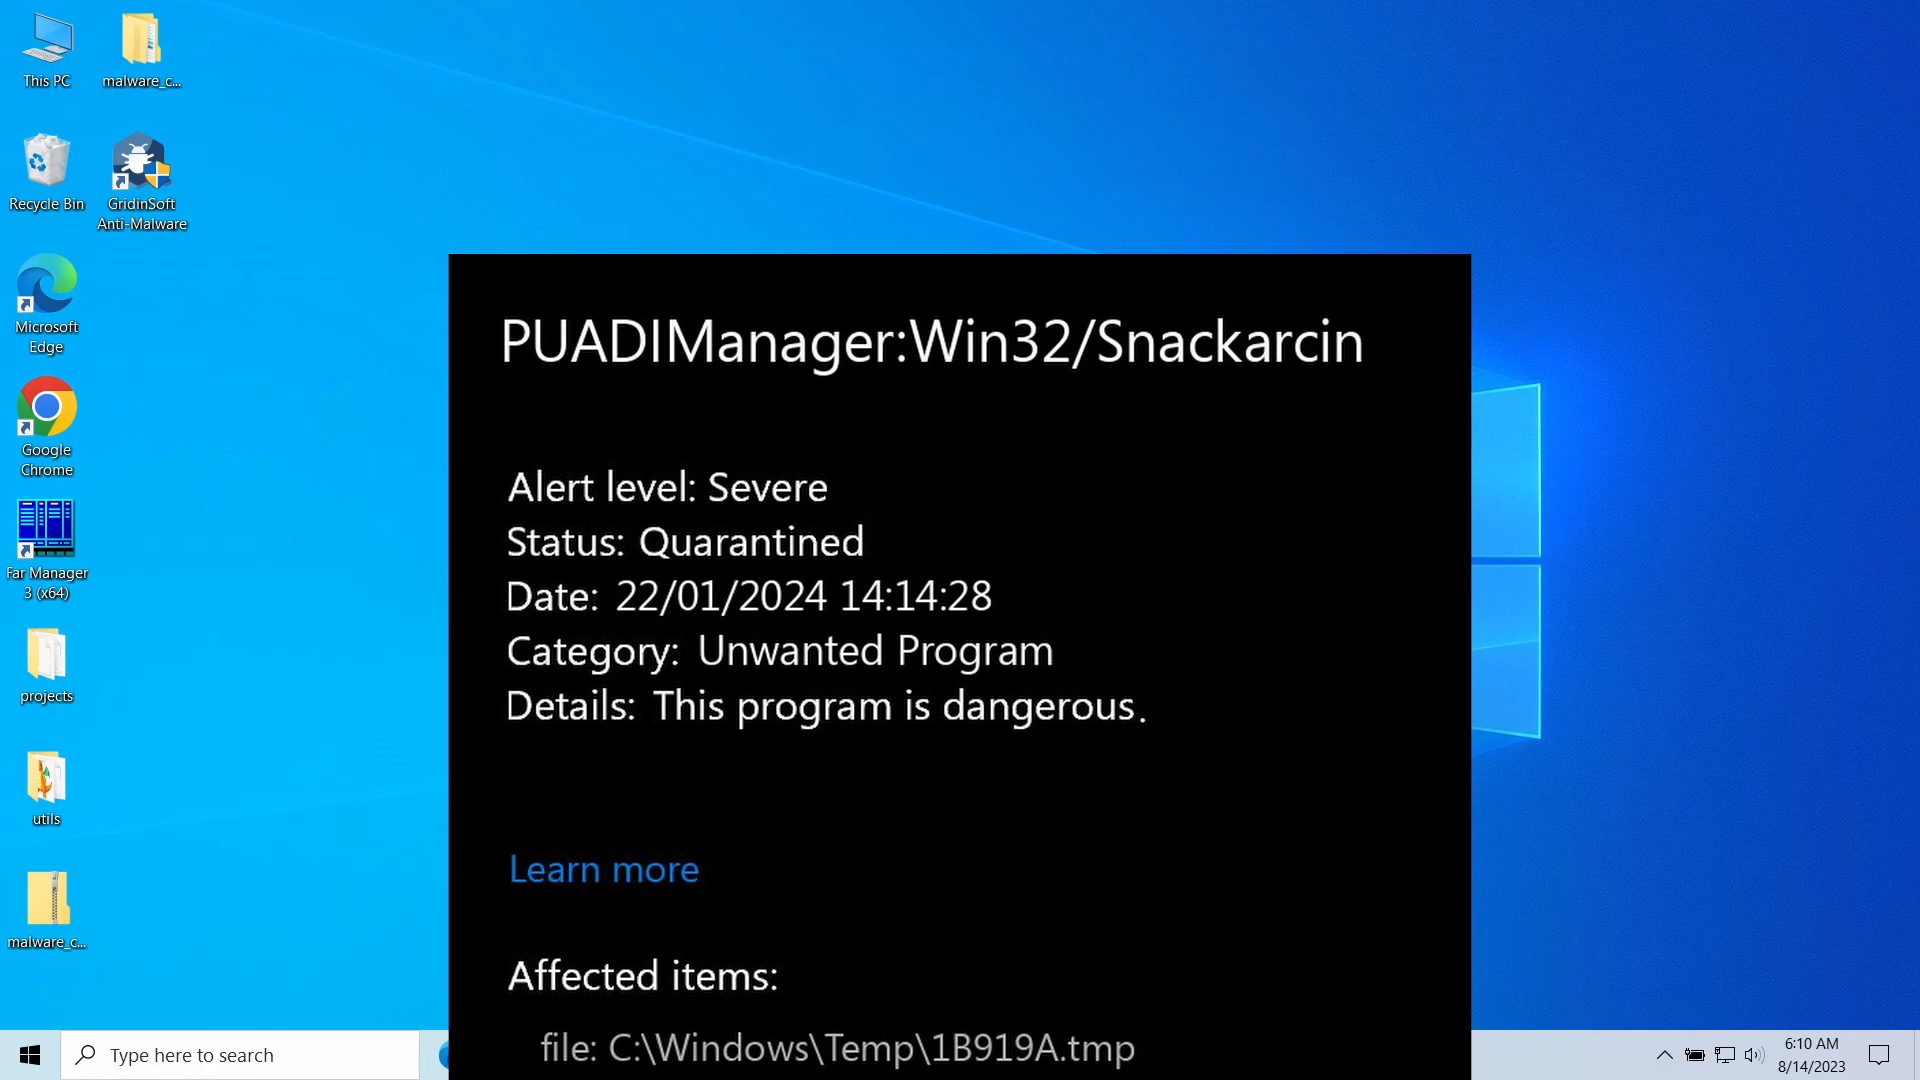 This PC
malware_c...
Recycle Bin
GridinSoft
Anti-Malware
Microsoft
Edge
Google
Chrome
Far Manager
3 (x64)
projects
utils
malware_c...
PUADIManager:Win32/Snackarcin
Alert level: Severe
Status: Quarantined
Date: 22/01/2024 14:14:28
Category: Unwanted Program
Details: This program is dangerous.
Learn more
Affected items:
file: C:\Windows\Temp\1B919A.tmp
Type here to search
6:10 AM
8/14/2023